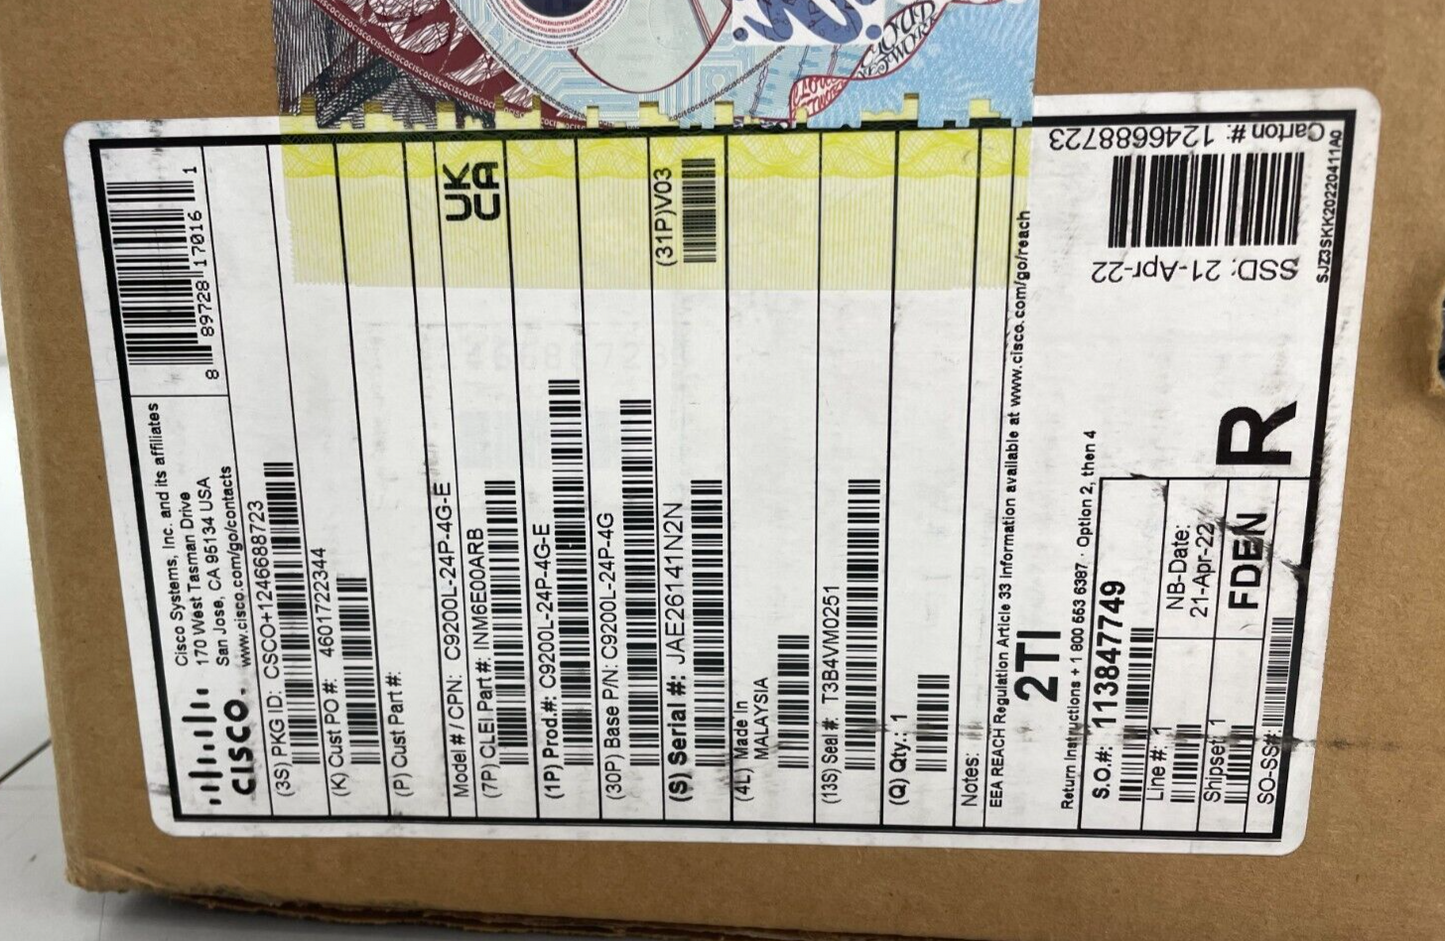 Cisco Systems, Inc. and its affiliates
170 West Tasman Drive
San Jose, CA 95134 USA
www.cisco.com/go/contacts
CISCO
8 89728 17016 1
(3S) PKG ID: CSCO+1246688723
(K) Cust PO #: 4601722344
(P) Cust Part #:
Model # / CPN: C9200L-24P-4G-E
UK
CA
(7P) CLEI Part #: INM6E00ARB
(1P) Prod.#: C9200L-24P-4G-E
(30P) Base P/N: C9200L-24P-4G
(S) Serial #: JAE26141N2N
(31P)V03
(4L) Made In
MALAYSIA
(13S) Seal #: T3B4VM0251
(Q) Qty.: 1
Notes:
EEA REACH Regulation Article 33 information available at www.cisco.com/go/reach
2TI
Return Instructions + 1 800 553 6387 · Option 2, then 4
S.O.#: 113847749
Line #: 1
NB-Date:
21-Apr-22
Shipset: 1
FDEN
SO-SS#:
R
Carton #: 1246688723
SSD: 21-Apr-22
SJZ3SKK20220411A0